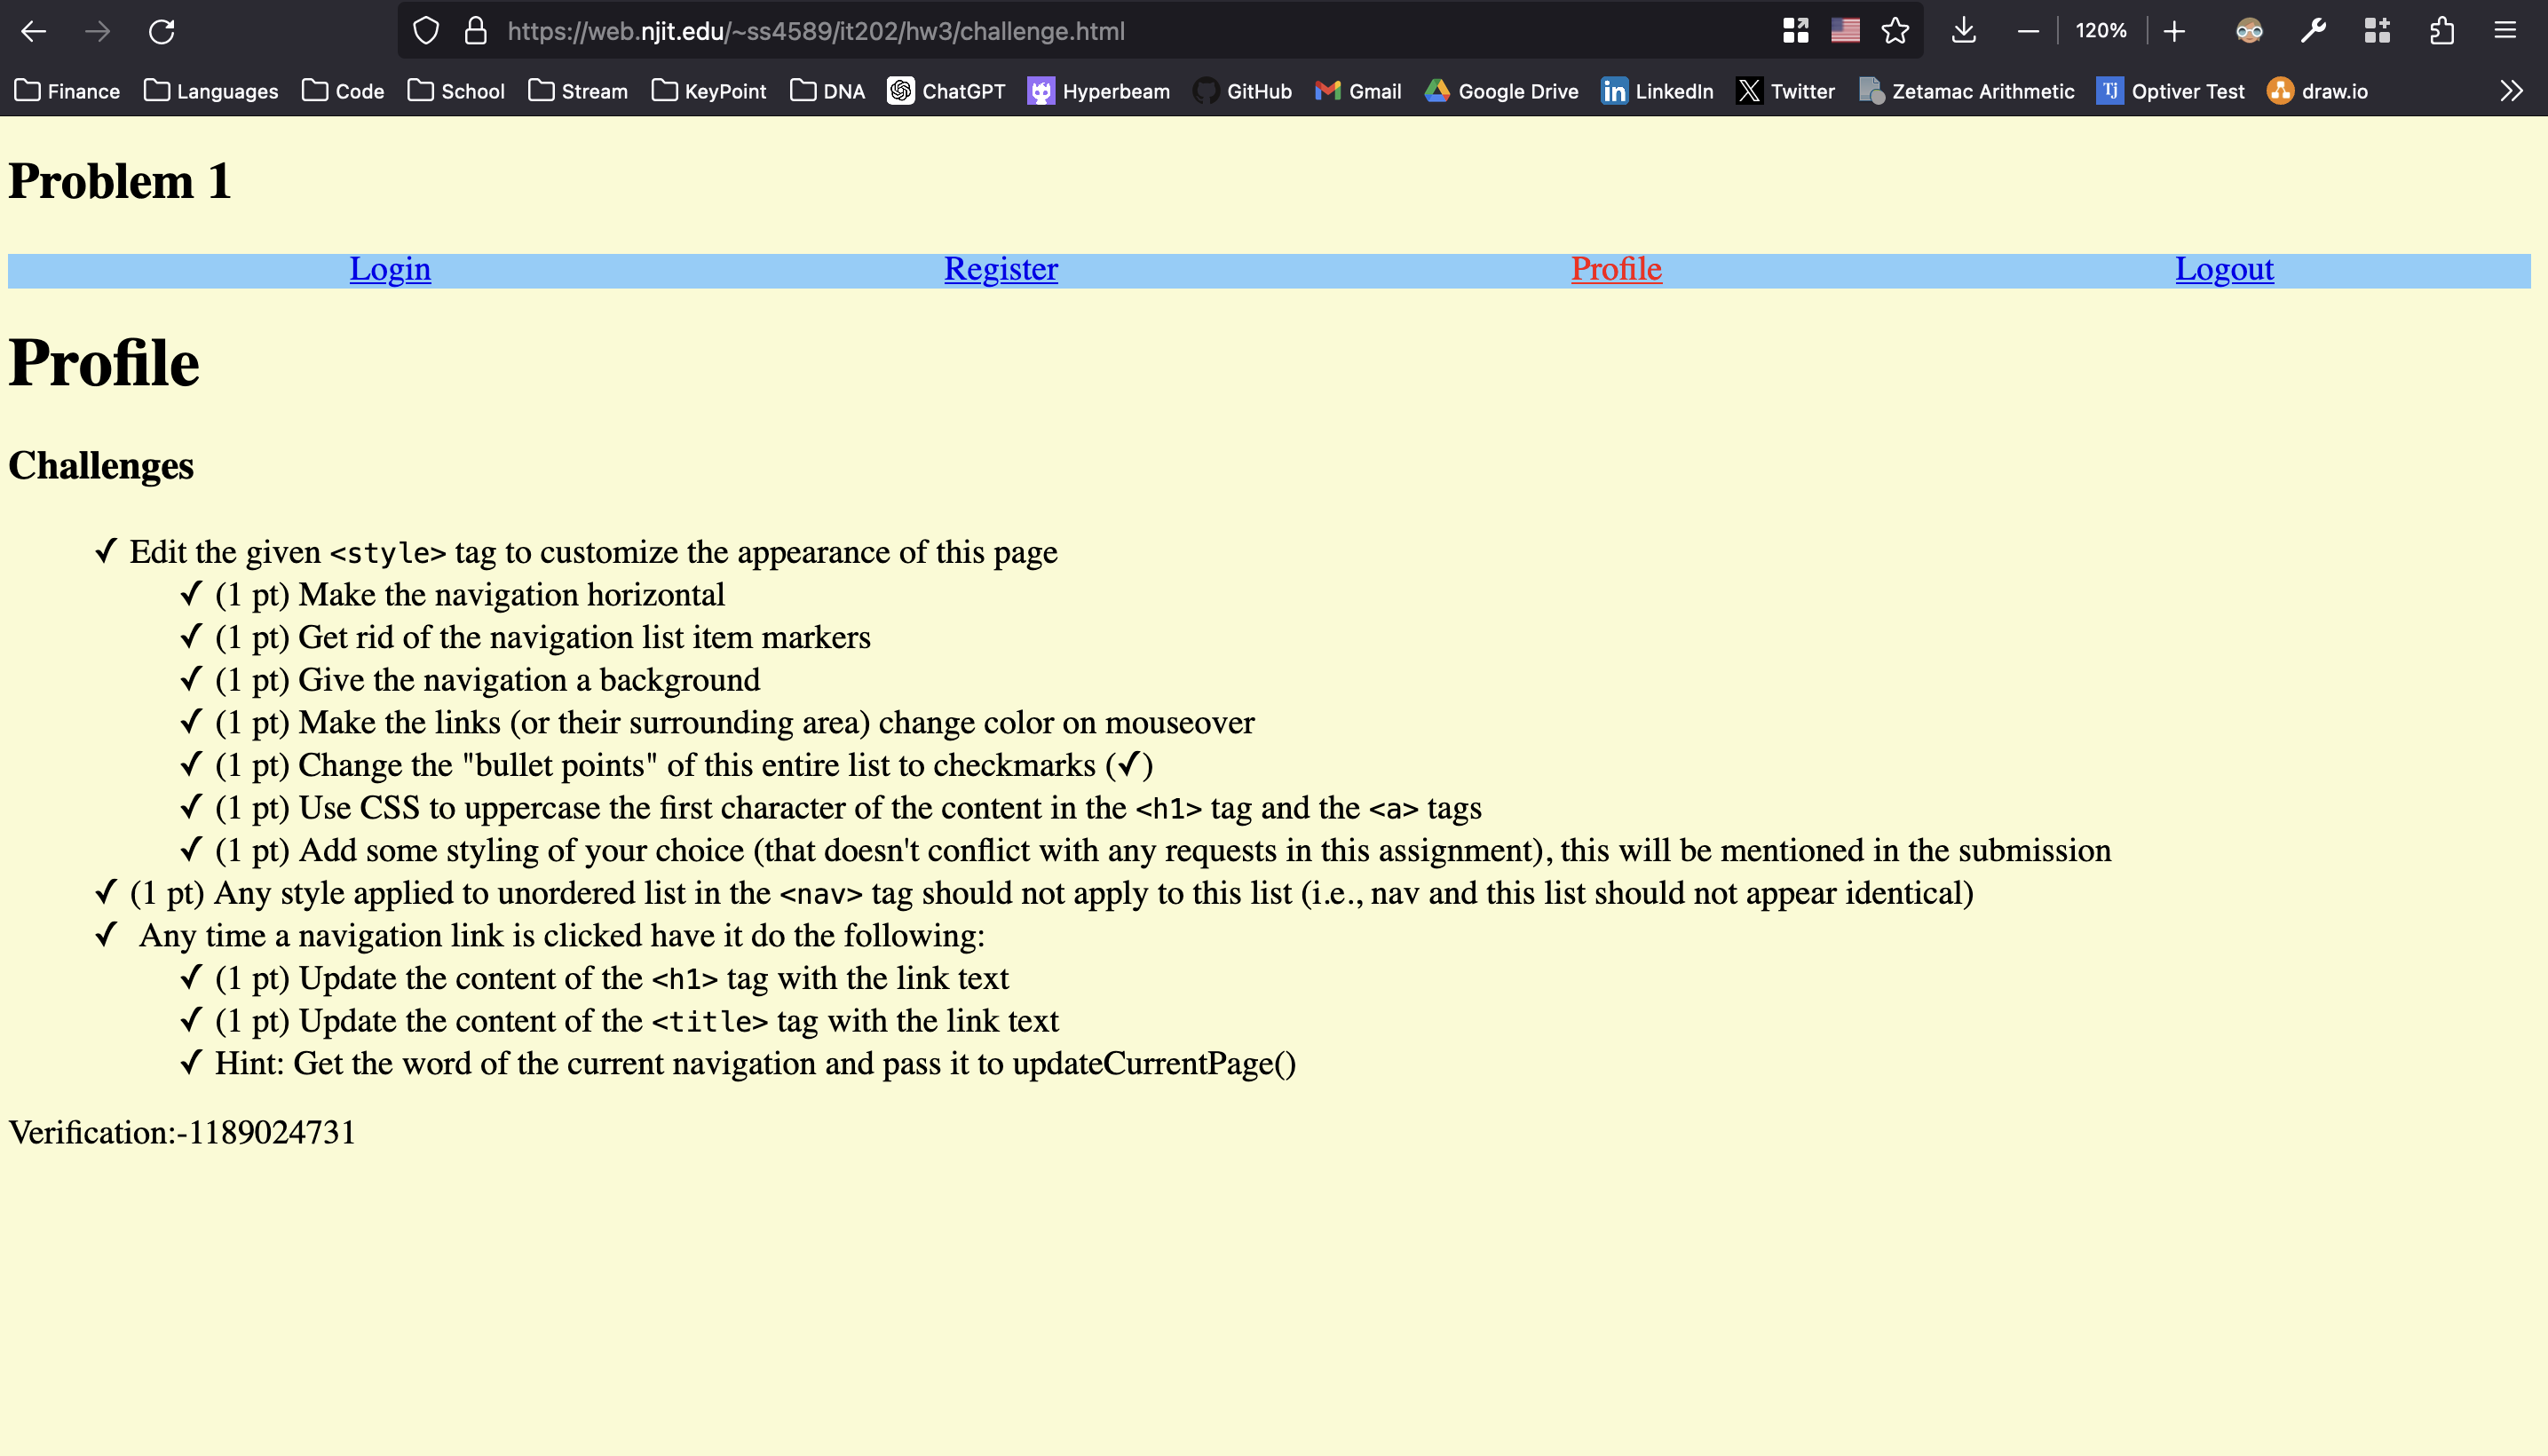 https://web.njit.edu/~ss4589/it202/hw3/challenge.html 120%
Finance Languages Code School Stream KeyPoint DNA ChatGPT Hyperbeam GitHub Gmail Google Drive LinkedIn Twitter Zetamac Arithmetic Tj Optiver Test draw.io
Problem 1
Login Register Profile Logout
Profile
Challenges
✓ Edit the given <style> tag to customize the appearance of this page
✓ (1 pt) Make the navigation horizontal
✓ (1 pt) Get rid of the navigation list item markers
✓ (1 pt) Give the navigation a background
✓ (1 pt) Make the links (or their surrounding area) change color on mouseover
✓ (1 pt) Change the "bullet points" of this entire list to checkmarks (✓)
✓ (1 pt) Use CSS to uppercase the first character of the content in the <h1> tag and the <a> tags
✓ (1 pt) Add some styling of your choice (that doesn't conflict with any requests in this assignment), this will be mentioned in the submission
✓ (1 pt) Any style applied to unordered list in the <nav> tag should not apply to this list (i.e., nav and this list should not appear identical)
✓ Any time a navigation link is clicked have it do the following:
✓ (1 pt) Update the content of the <h1> tag with the link text
✓ (1 pt) Update the content of the <title> tag with the link text
✓ Hint: Get the word of the current navigation and pass it to updateCurrentPage()
Verification:-1189024731